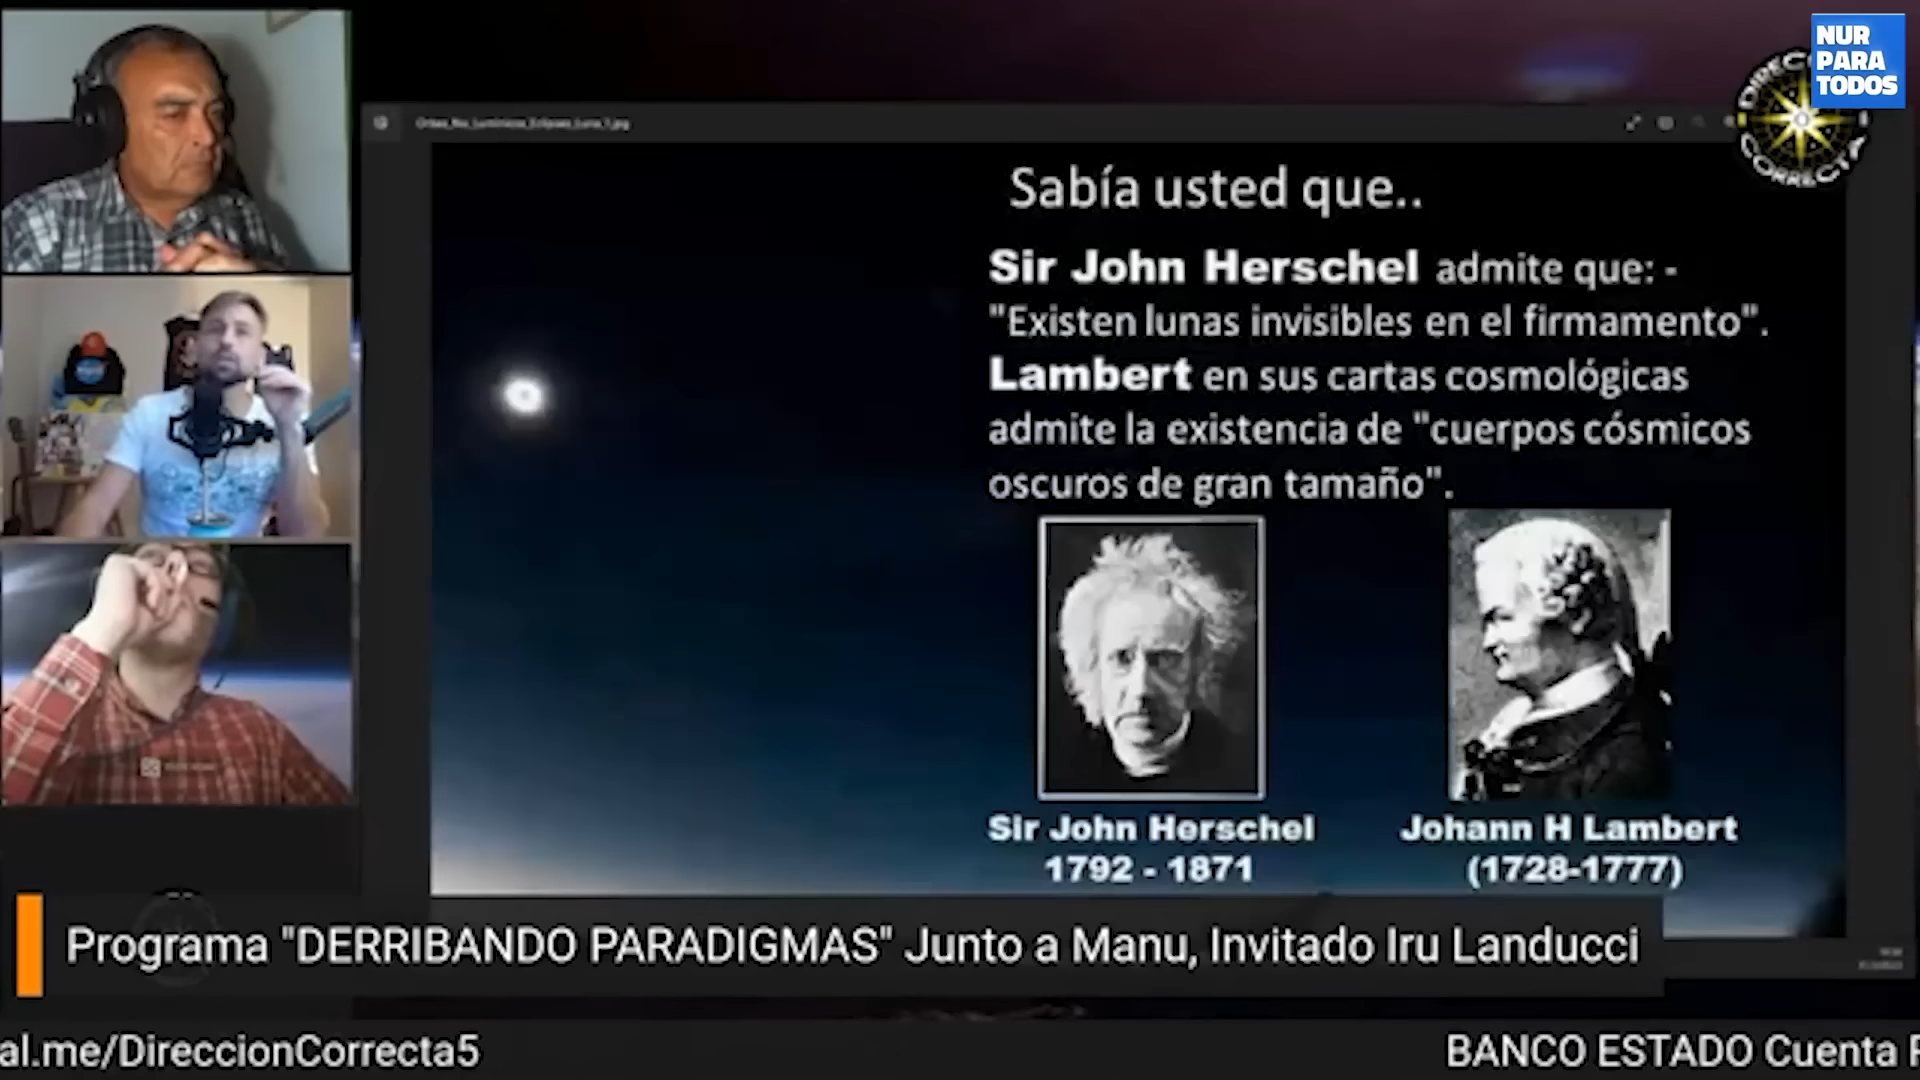 NUR
PARA
TODOS
DIRECC
CORRECTA
Sabía usted que..
Sir John Herschel admite que: -
"Existen lunas invisibles en el firmamento".
Lambert en sus cartas cosmológicas
admite la existencia de "cuerpos cósmicos
oscuros de gran tamaño".
Sir John Herschel
1792 - 1871
Johann H Lambert
(1728-1777)
Programa "DERRIBANDO PARADIGMAS" Junto a Manu, Invitado Iru Landucci
al.me/DireccionCorrecta5
BANCO ESTADO Cuenta